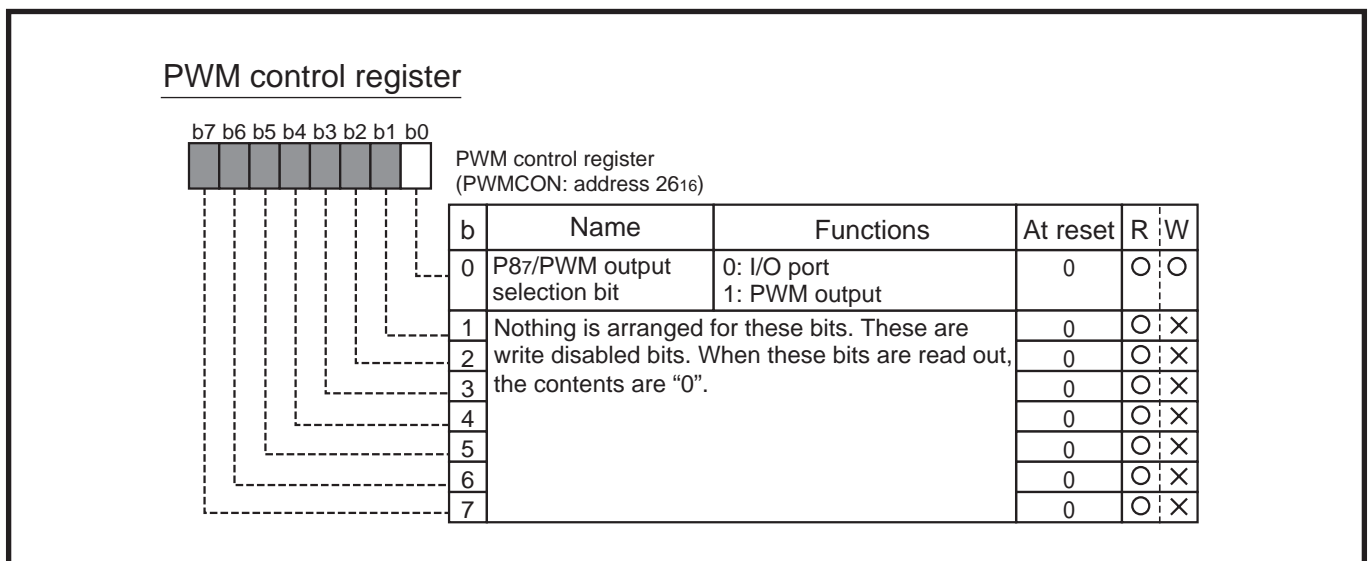 PWM control register
b7 b6 b5 b4 b3 b2 b1 b0
PWM control register
(PWMCON: address 2616)
b Name Functions At reset R W
0 P87/PWM output 0: I/O port 0 O O
selection bit 1: PWM output
1 Nothing is arranged for these bits. These are 0 O ×
2 write disabled bits. When these bits are read out, 0 O ×
3 the contents are “0”. 0 O ×
4 0 O ×
5 0 O ×
6 0 O ×
7 0 O ×